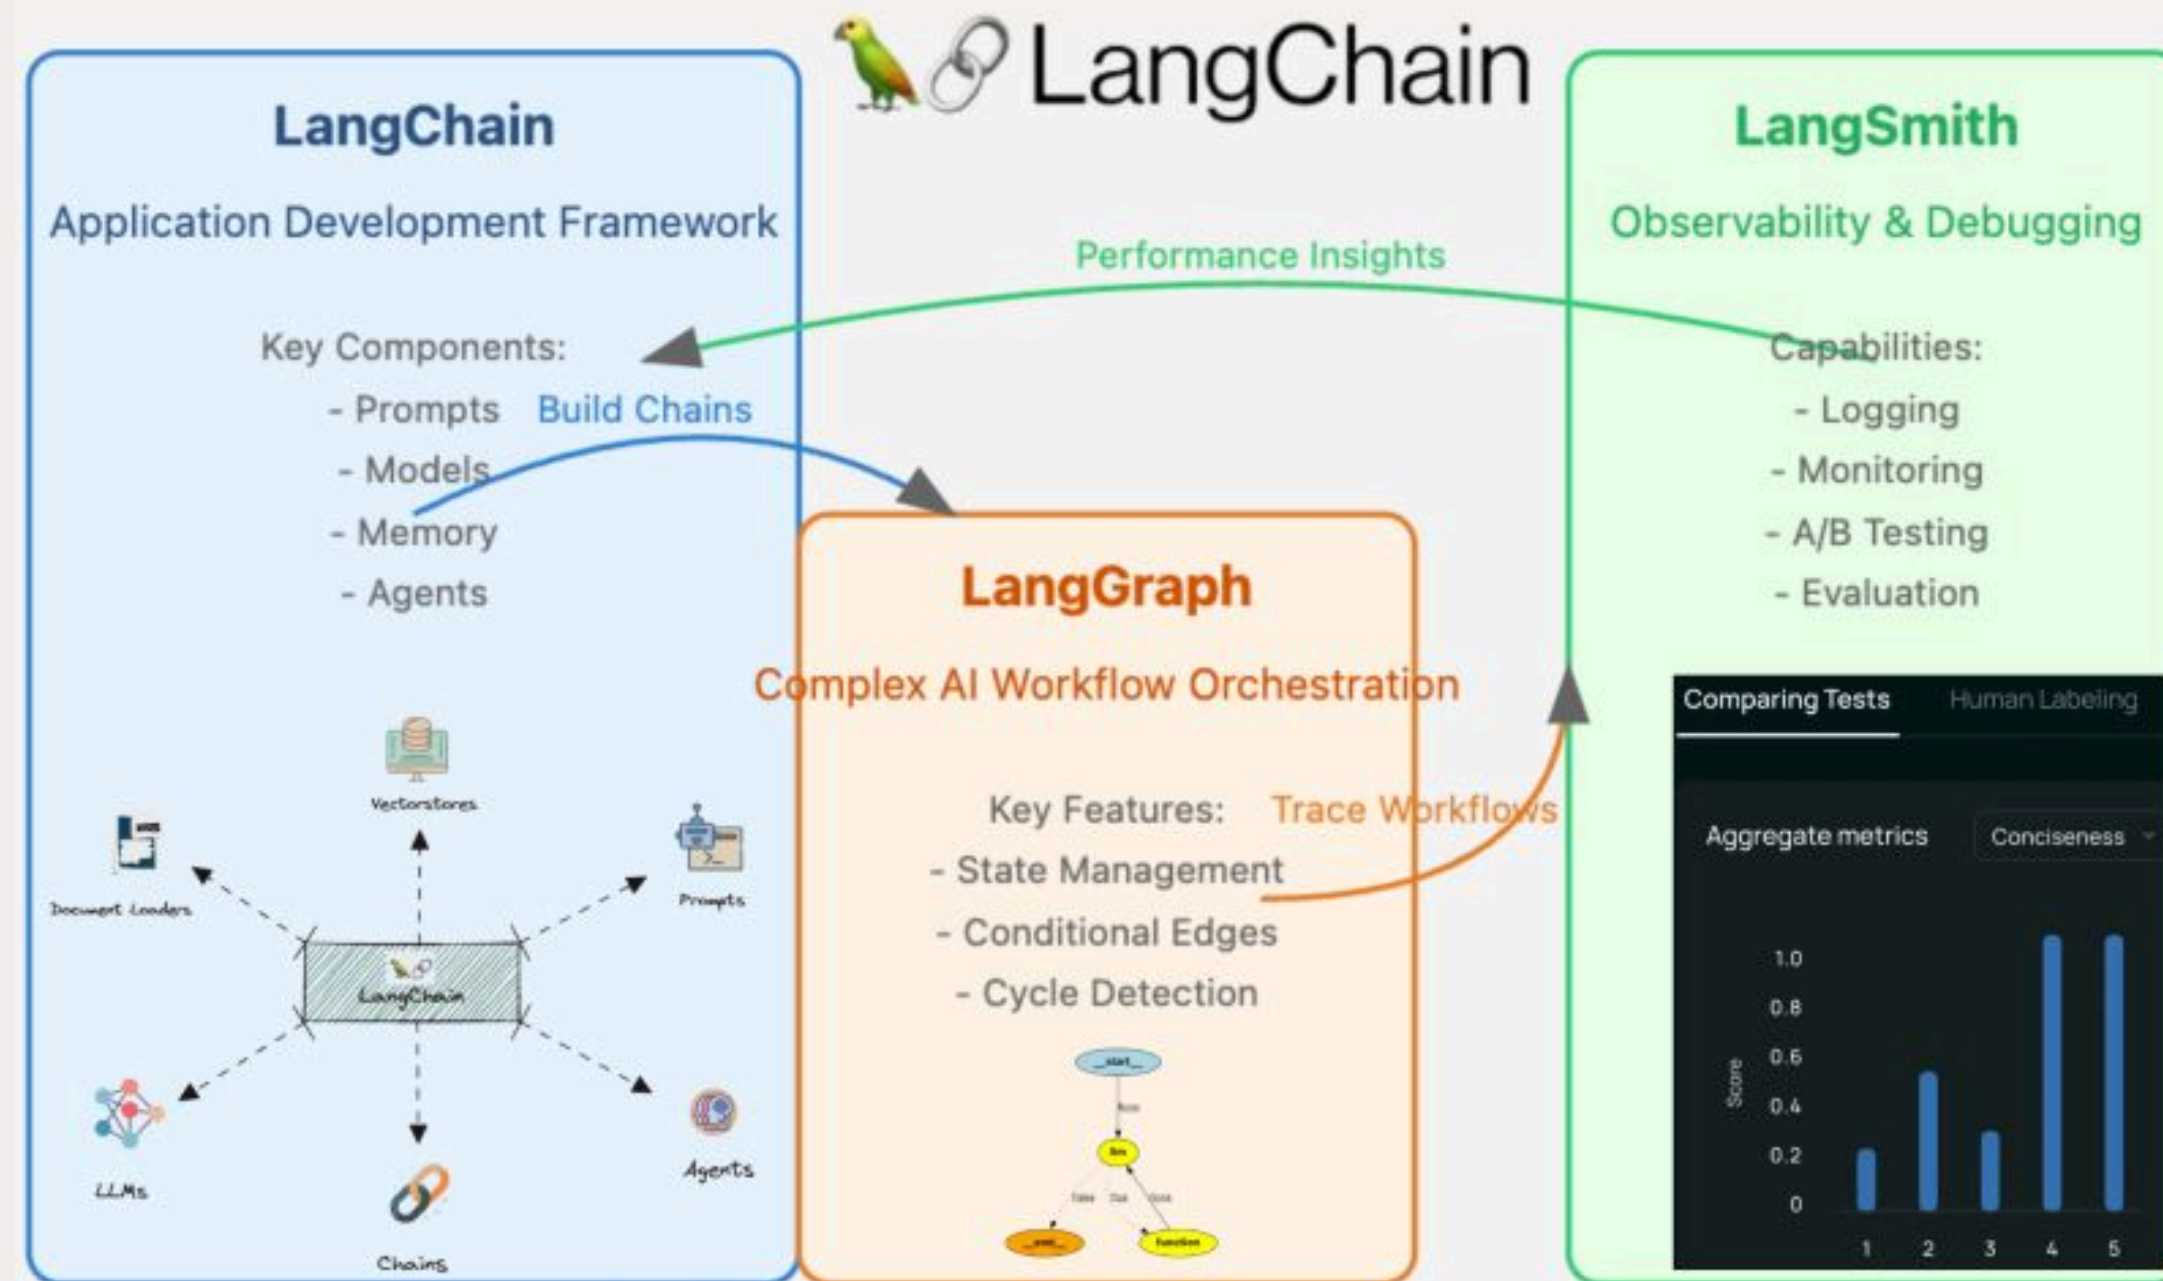 LangChain
LangChain
Application Development Framework
Key Components:
- Prompts
- Models
- Memory
- Agents
Build Chains
Performance Insights
Vectorstores
Document Loaders
Prompts
LangChain
LLMs
Agents
Chains
LangGraph
Complex AI Workflow Orchestration
Key Features:
- State Management
- Conditional Edges
- Cycle Detection
Trace Workflows
__start__
llm
function
LangSmith
Observability & Debugging
Capabilities:
- Logging
- Monitoring
- A/B Testing
- Evaluation
Comparing Tests Human Labeling
Aggregate metrics Conciseness
Score
1.0
0.8
0.6
0.4
0.2
0
1 2 3 4 5